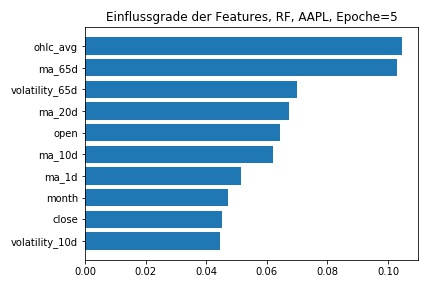 Einflussgrade der Features, RF, AAPL, Epoche=5
ohlc_avg
ma_65d
volatility_65d
ma_20d
open
ma_10d
ma_1d
month
close
volatility_10d
0.00 0.02 0.04 0.06 0.08 0.10